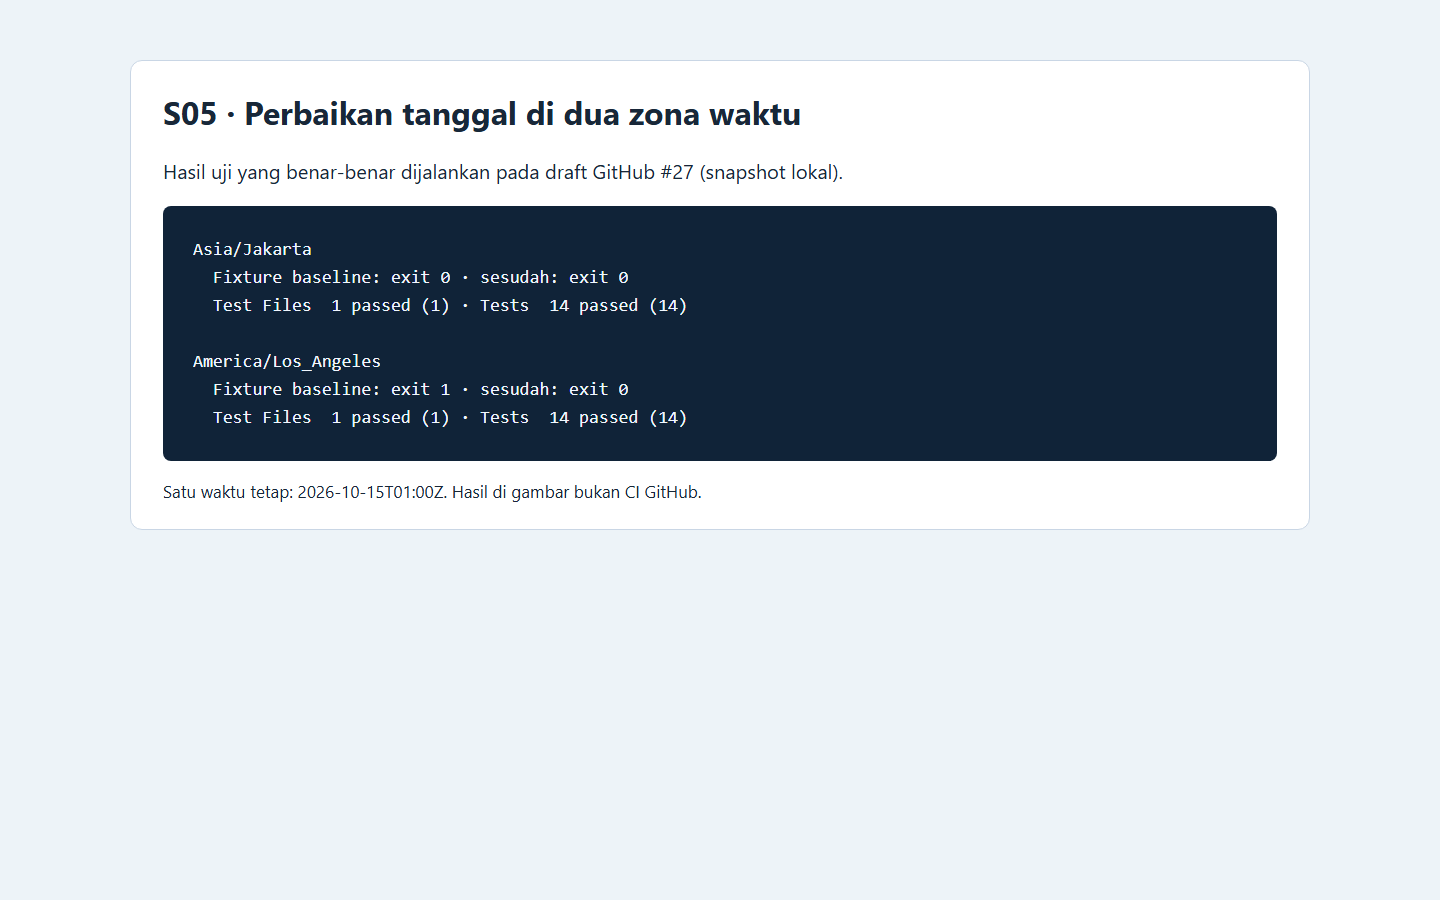 S05 · Perbaikan tanggal di dua zona waktu
Hasil uji yang benar-benar dijalankan pada draft GitHub #27 (snapshot lokal).
Asia/Jakarta
Fixture baseline: exit 0 · sesudah: exit 0
Test Files  1 passed (1) · Tests  14 passed (14)
America/Los_Angeles
Fixture baseline: exit 1 · sesudah: exit 0
Test Files  1 passed (1) · Tests  14 passed (14)
Satu waktu tetap: 2026-10-15T01:00Z. Hasil di gambar bukan CI GitHub.